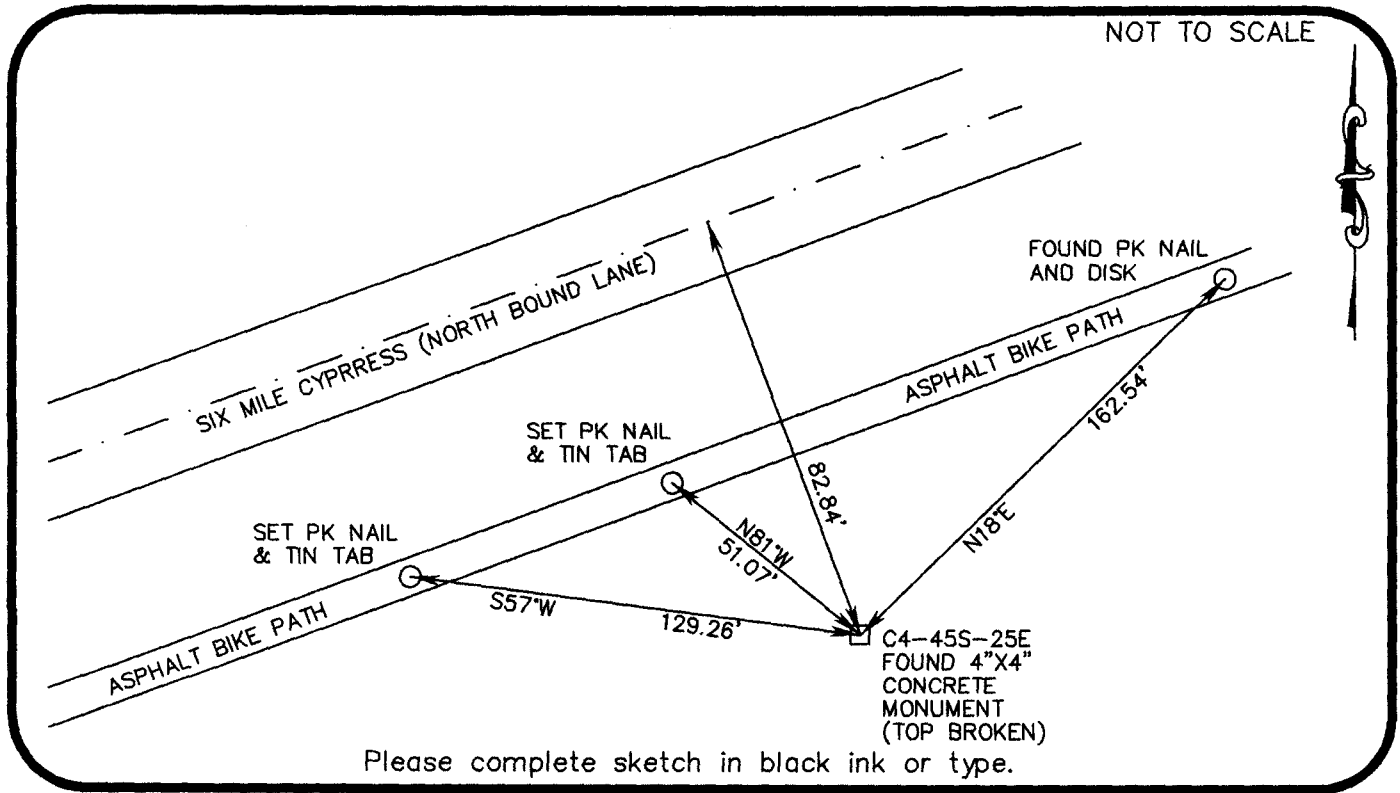 NOT TO SCALE
FOUND PK NAIL
AND DISK
SIX MILE CYPRRESS (NORTH BOUND LANE)
ASPHALT BIKE PATH
162.54'
N18°E
SET PK NAIL
& TIN TAB
82.84'
N81°W
51.07'
SET PK NAIL
& TIN TAB
S57°W
129.26'
ASPHALT BIKE PATH
C4-45S-25E
FOUND 4"X4"
CONCRETE
MONUMENT
(TOP BROKEN)
Please complete sketch in black ink or type.